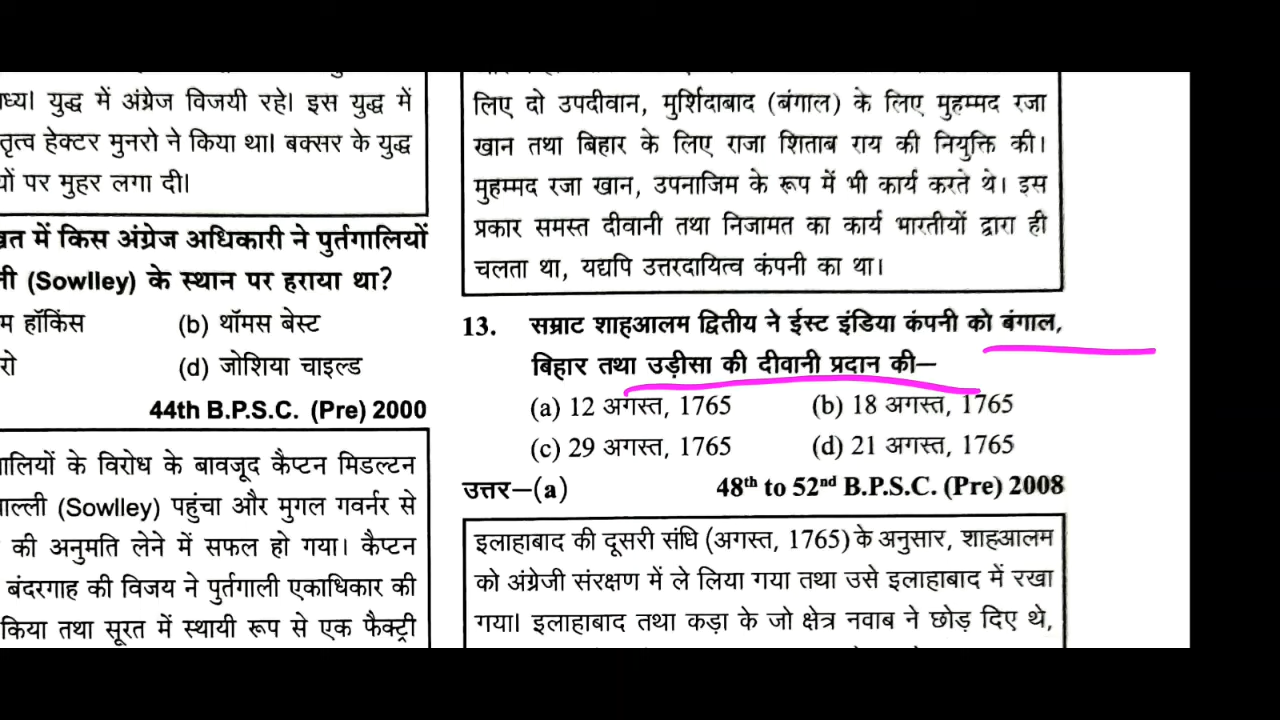 ध्य। युद्ध में अंग्रेज विजयी रहे। इस युद्ध में
तृत्व हेक्टर मुनरो ने किया था। बक्सर के युद्ध
यों पर मुहर लगा दी।
में किस अंग्रेज अधिकारी ने पुर्तगालियों
ली (Sowlley) के स्थान पर हराया था?
म हॉकिंस (b) थॉमस बेस्ट
रो (d) जोशिया चाइल्ड
44th B.P.S.C. (Pre) 2000
गालियों के विरोध के बावजूद कैप्टन मिडल्टन
ाल्ली (Sowlley) पहुंचा और मुगल गवर्नर से
की अनुमति लेने में सफल हो गया। कैप्टन
बंदरगाह की विजय ने पुर्तगाली एकाधिकार की
किया तथा सूरत में स्थायी रूप से एक फैक्ट्री
लिए दो उपदीवान, मुर्शिदाबाद (बंगाल) के लिए मुहम्मद रजा
खान तथा बिहार के लिए राजा शिताब राय की नियुक्ति की।
मुहम्मद रजा खान, उपनाजिम के रूप में भी कार्य करते थे। इस
प्रकार समस्त दीवानी तथा निजामत का कार्य भारतीयों द्वारा ही
चलता था, यद्यपि उत्तरदायित्व कंपनी का था।
13. सम्राट शाहआलम द्वितीय ने ईस्ट इंडिया कंपनी को बंगाल,
बिहार तथा उड़ीसा की दीवानी प्रदान की–
(a) 12 अगस्त, 1765 (b) 18 अगस्त, 1765
(c) 29 अगस्त, 1765 (d) 21 अगस्त, 1765
उत्तर–(a) 48th to 52nd B.P.S.C. (Pre) 2008
इलाहाबाद की दूसरी संधि (अगस्त, 1765) के अनुसार, शाहआलम
को अंग्रेजी संरक्षण में ले लिया गया तथा उसे इलाहाबाद में रखा
गया। इलाहाबाद तथा कड़ा के जो क्षेत्र नवाब ने छोड़ दिए थे,